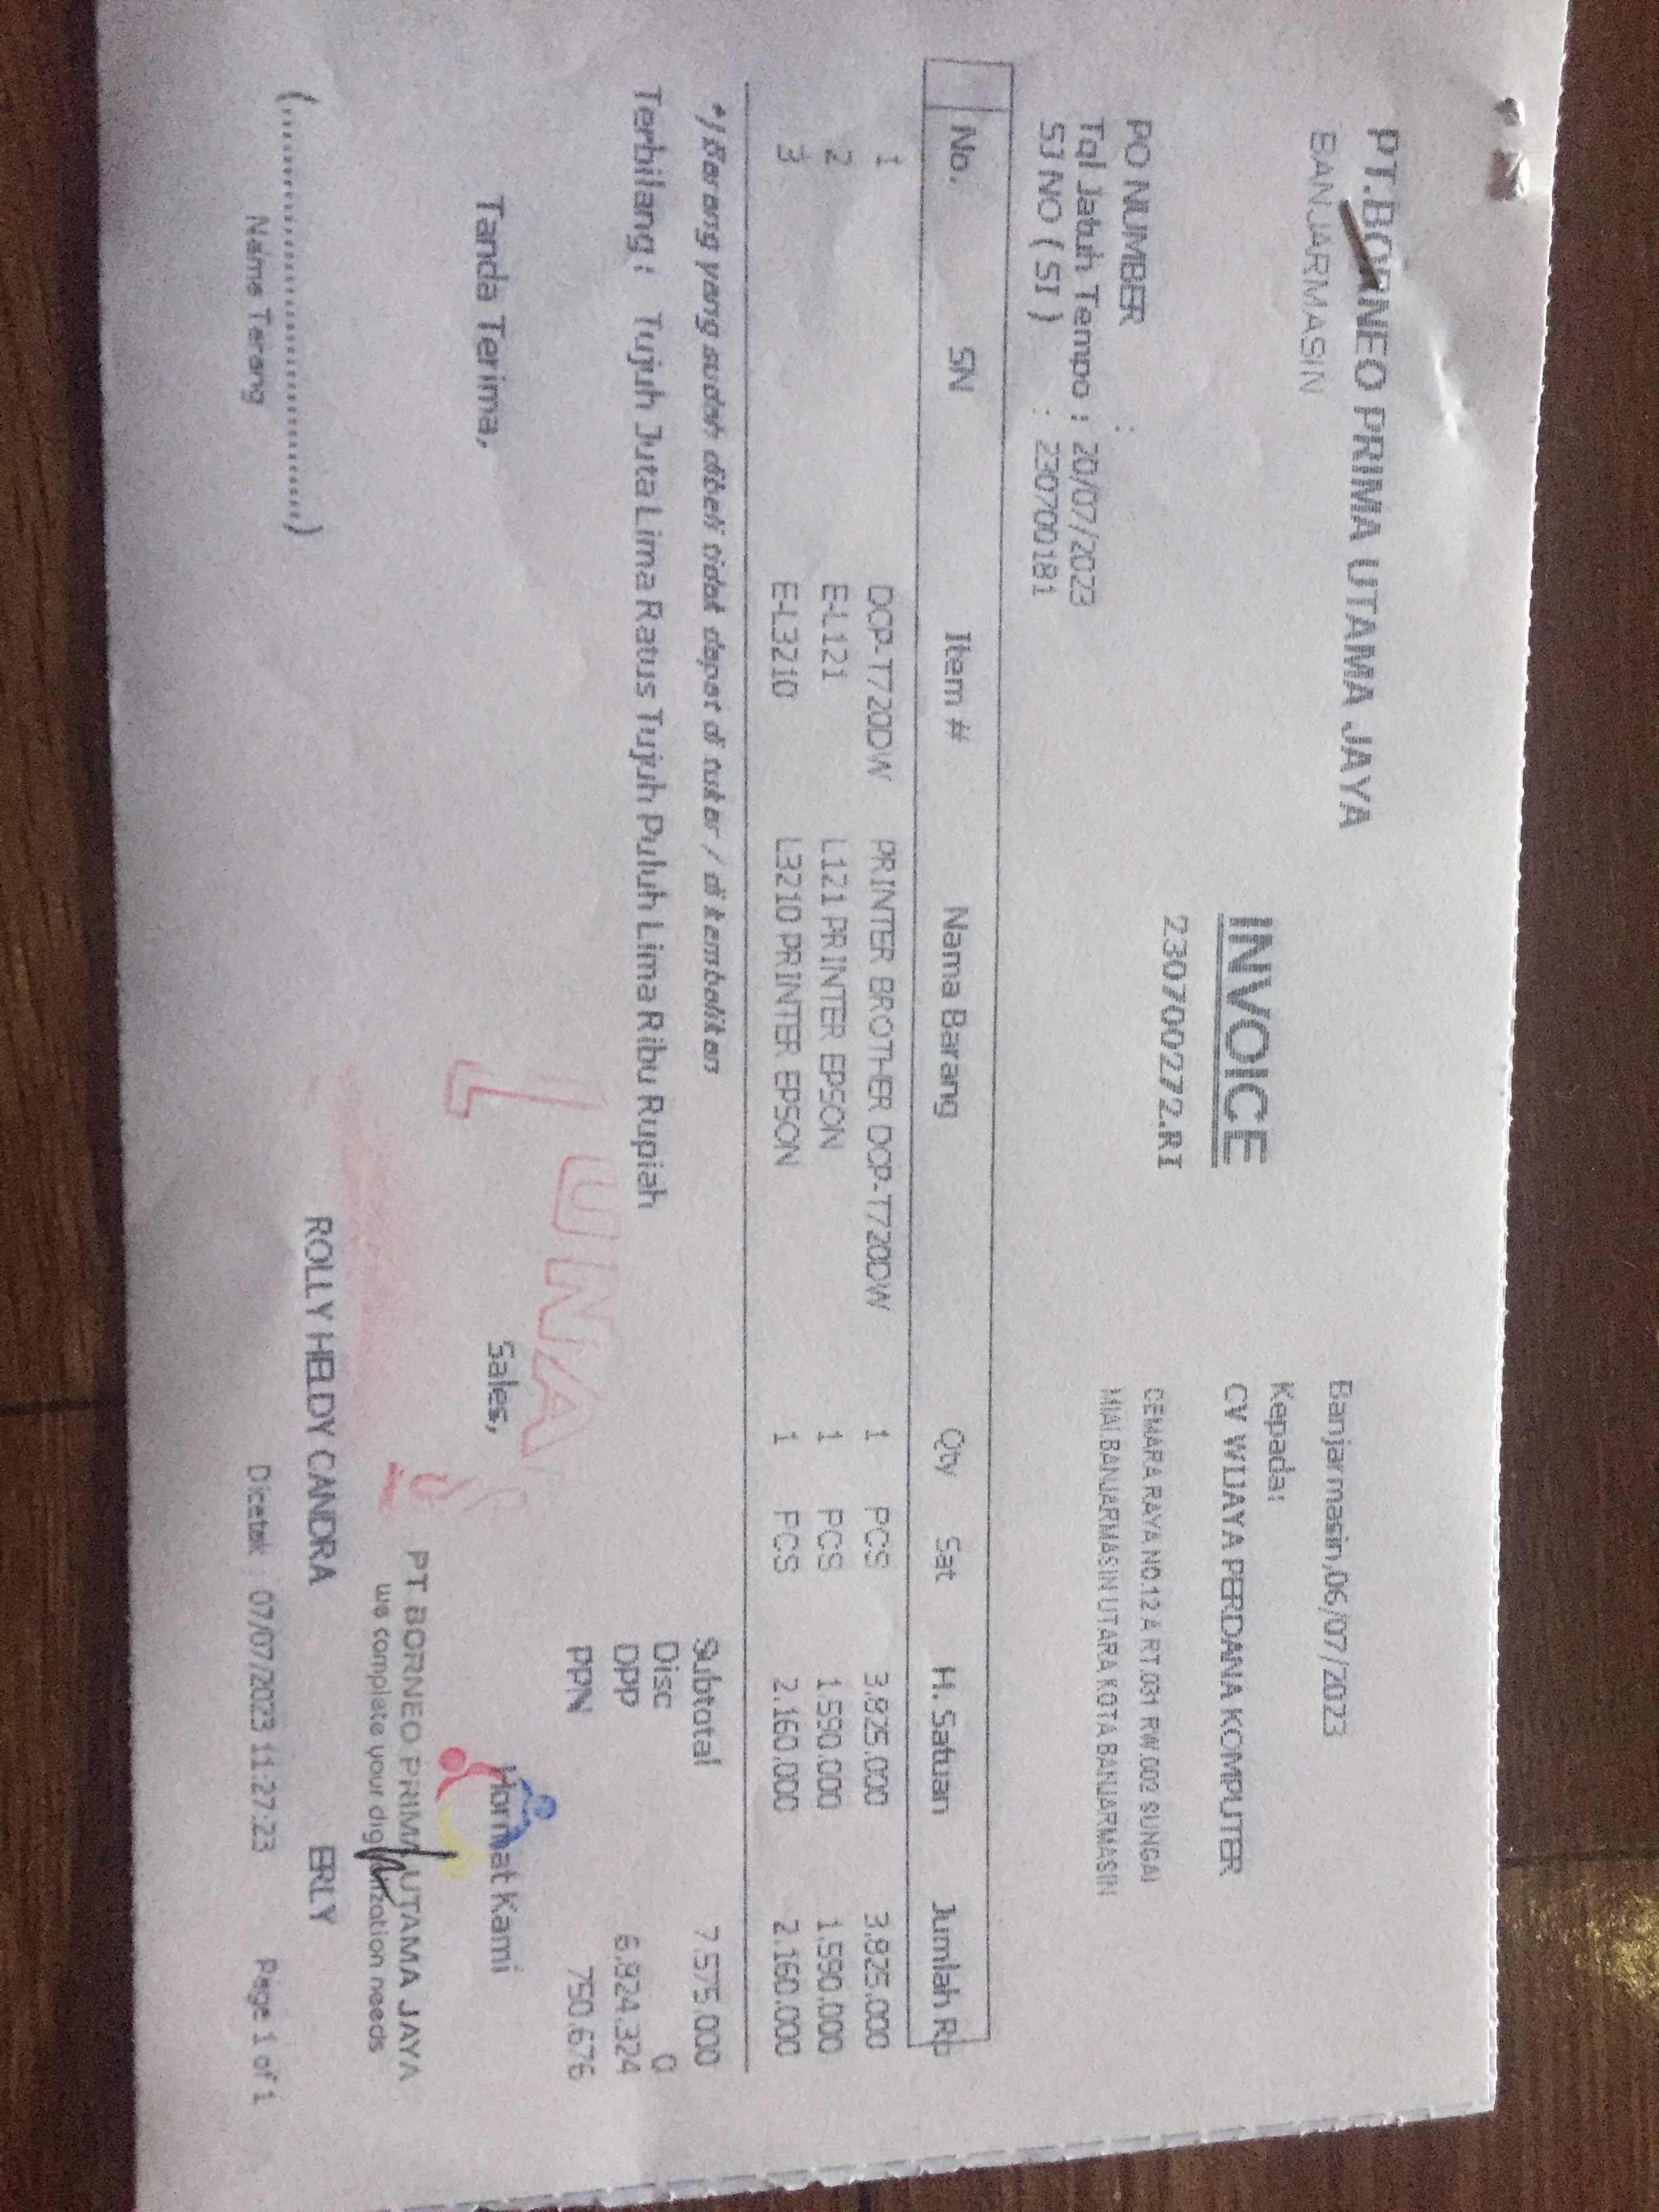 PT.BORNEO PRIMA UTAMA JAYA
BANJARMASIN
INVOICE
230700272.RI
Banjarmasin,06/07/2023
Kepada:
CV WIJAYA PERDANA KOMPUTER
CEMARA RAYA NO.12 A RT.031 RW.002 SUNGAI
MIAI.BANJARMASIN UTARA KOTA BANJARMASIN
PO NUMBER :
Tgl Jatuh Tempo : 20/07/2023
SJ NO ( SI ) : 230700181
No. SN Item # Nama Barang Qty Sat H. Satuan Jumlah Rp
1 DCP-T720DW PRINTER BROTHER DCP-T720DW 1 PCS 3.825.000 3.825.000
2 E-L121 L121 PRINTER EPSON 1 PCS 1.590.000 1.590.000
3 E-L3210 L3210 PRINTER EPSON 1 PCS 2.160.000 2.160.000
*/Barang yang sudah dibeli tidak dapat di tukar / di kembalikan
Subtotal 7.575.000
Disc 0
Terbilang : Tujuh Juta Lima Ratus Tujuh Puluh Lima Ribu Rupiah
DPP 6.824.324
PPN 750.676
LUNAS
Tanda Terima,
Sales,
Hormat Kami
PT BORNEO PRIMA UTAMA JAYA
we complete your digitization needs
(..............................)
ROLLY HELDY CANDRA
ERLY
Nama Terang
Dicetak : 07/07/2023 11:27:23
Page 1 of 1